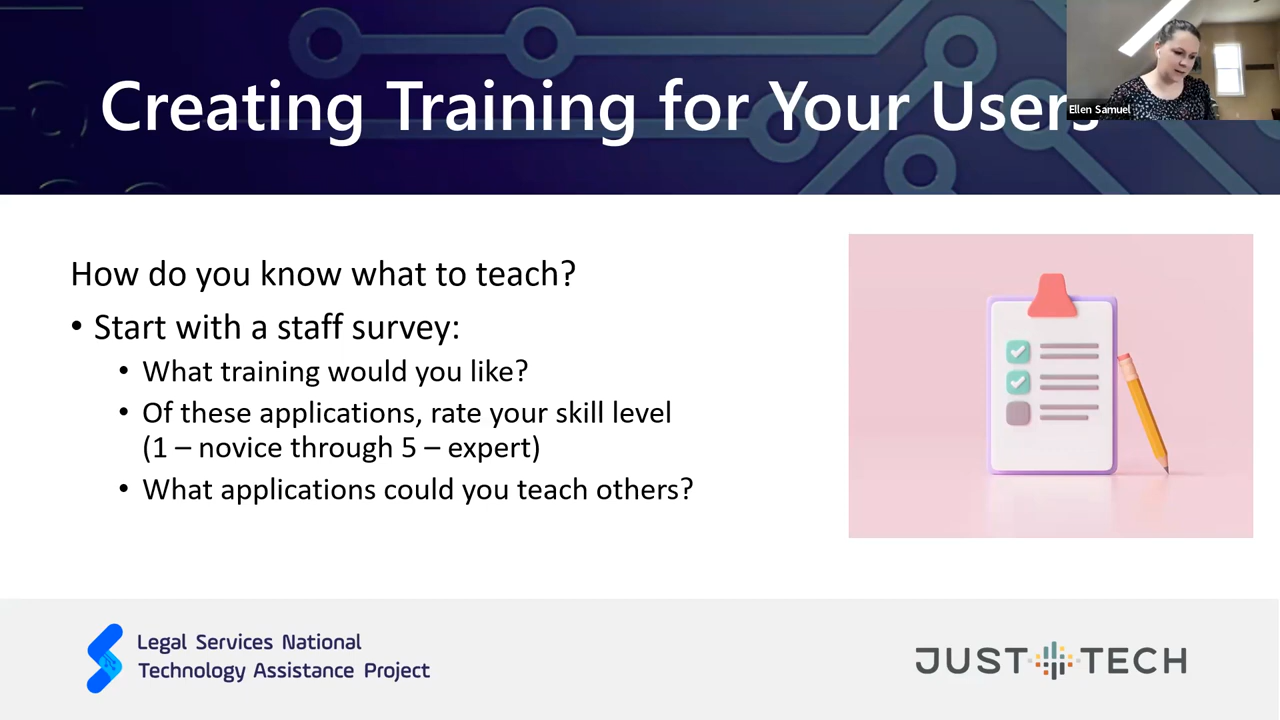 Creating Training for Your Users
Ellen Samuel
How do you know what to teach?
• Start with a staff survey:
• What training would you like?
• Of these applications, rate your skill level
(1 – novice through 5 – expert)
• What applications could you teach others?
Legal Services National
Technology Assistance Project
JUST TECH